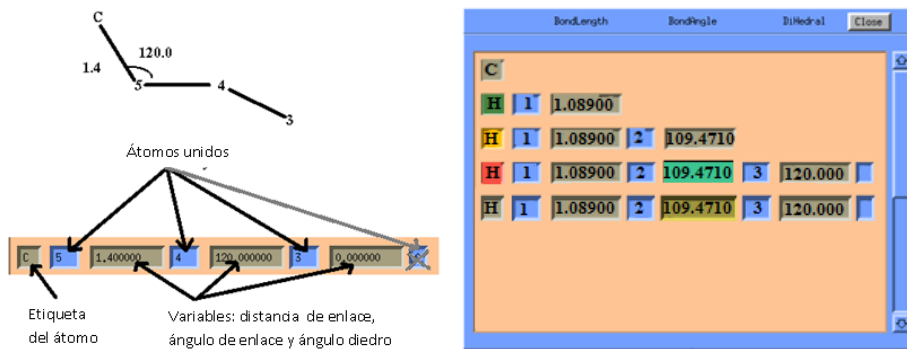 C
120.0
1.4
5
4
3
Átomos unidos
C 5 1.400000 4 120.000000 3 0.000000
Etiqueta
del átomo
Variables: distancia de enlace,
ángulo de enlace y ángulo diedro
BondLength BondAngle DiHedral Close
C
H 1 1.08900
H 1 1.08900 2 109.4710
H 1 1.08900 2 109.4710 3 120.000
H 1 1.08900 2 109.4710 3 120.000